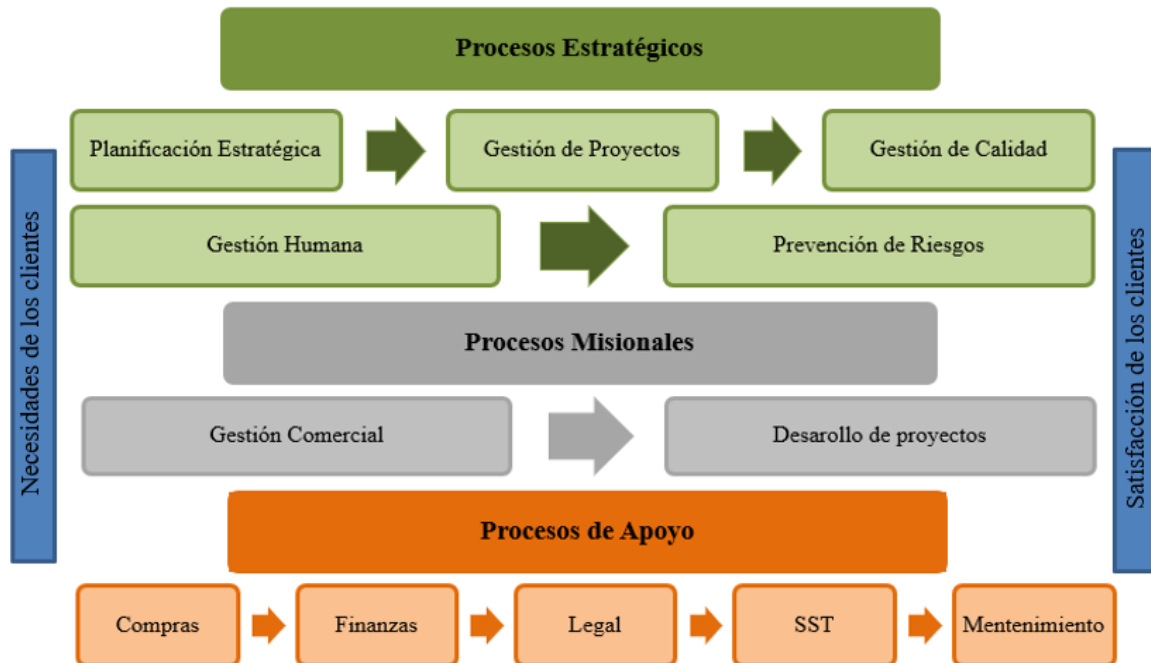 Procesos Estratégicos
Planificación Estratégica
Gestión de Proyectos
Gestión de Calidad
Gestión Humana
Prevención de Riesgos
Necesidades de los clientes
Procesos Misionales
Gestión Comercial
Desarollo de proyectos
Satisfacción de los clientes
Procesos de Apoyo
Compras
Finanzas
Legal
SST
Mentenimiento